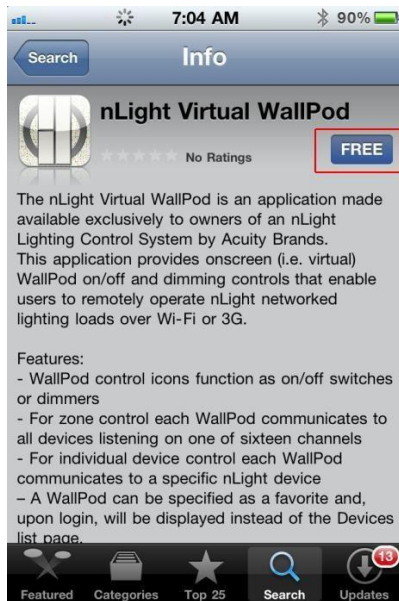 7:04 AM
90%
Search
Info
nLight Virtual WallPod
No Ratings
FREE
The nLight Virtual WallPod is an application made
available exclusively to owners of an nLight
Lighting Control System by Acuity Brands.
This application provides onscreen (i.e. virtual)
WallPod on/off and dimming controls that enable
users to remotely operate nLight networked
lighting loads over Wi-Fi or 3G.
Features:
- WallPod control icons function as on/off switches
or dimmers
- For zone control each WallPod communicates to
all devices listening on one of sixteen channels
- For individual device control each WallPod
communicates to a specific nLight device
– A WallPod can be specified as a favorite and,
upon login, will be displayed instead of the Devices
list page.
13
Featured
Categories
Top 25
Search
Updates